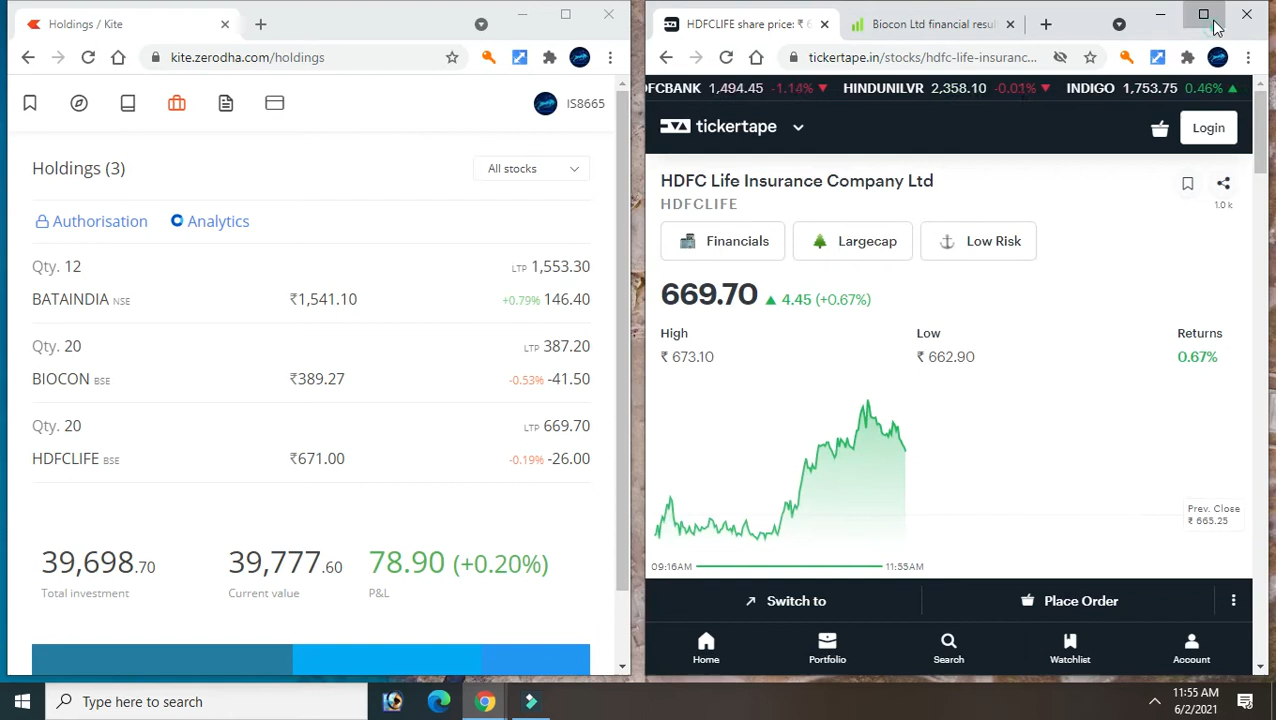 Holdings / Kite
kite.zerodha.com/holdings
IS8665
Holdings (3)
All stocks
Authorisation
Analytics
Qty. 12
LTP 1,553.30
BATAINDIA NSE
₹1,541.10
+0.79% 146.40
Qty. 20
LTP 387.20
BIOCON BSE
₹389.27
-0.53% -41.50
Qty. 20
LTP 669.70
HDFCLIFE BSE
₹671.00
-0.19% -26.00
39,698.70
39,777.60
78.90 (+0.20%)
Total investment
Current value
P&L
HDFCLIFE share price: ₹ 6
Biocon Ltd financial resul
tickertape.in/stocks/hdfc-life-insuranc...
DFCBANK 1,494.45 -1.14% HINDUNILVR 2,358.10 -0.01% INDIGO 1,753.75 0.46%
tickertape
Login
HDFC Life Insurance Company Ltd
HDFCLIFE
1.0 k
Financials
Largecap
Low Risk
669.70 4.45 (+0.67%)
High
Low
Returns
₹ 673.10
₹ 662.90
0.67%
Prev. Close
₹ 665.25
09:16AM
11:55AM
Switch to
Place Order
Home
Portfolio
Search
Watchlist
Account
Type here to search
11:55 AM
6/2/2021